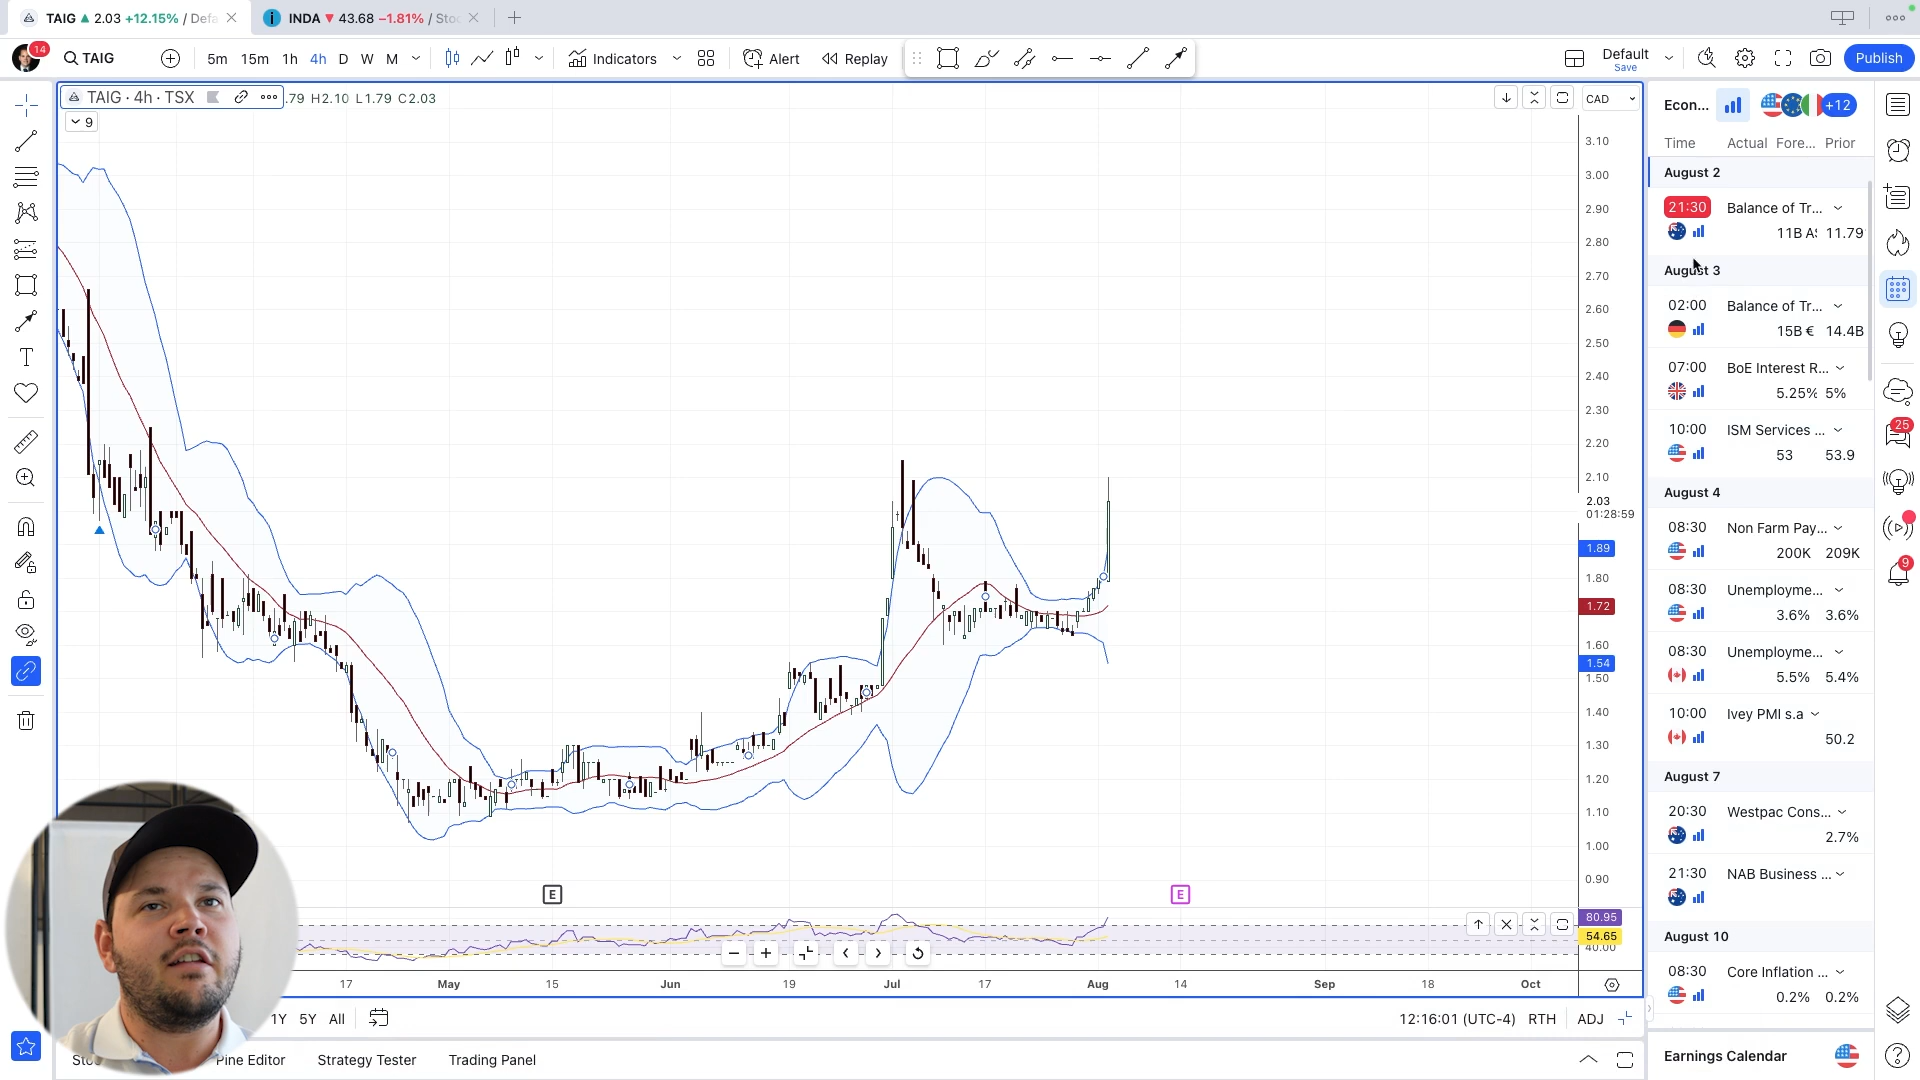 TAIG ▲ 2.03 +12.15% / Defa
INDA ▼ 43.68 −1.81% / Stoc
14
TAIG
5m 15m 1h 4h D W M
Indicators
Alert
Replay
Default
Save
Publish
TAIG · 4h · TSX
.79 H2.10 L1.79 C2.03
9
CAD
3.10
3.00
2.90
2.80
2.70
2.60
2.50
2.40
2.30
2.20
2.10
2.03
01:28:59
1.89
1.80
1.72
1.60
1.54
1.50
1.40
1.30
1.20
1.10
1.00
0.90
E
E
80.95
54.65
40.00
17 May 15 Jun 19 Jul 17 Aug 14 Sep 18 Oct
1Y 5Y All
12:16:01 (UTC-4) RTH ADJ
Pine Editor Strategy Tester Trading Panel
Econ...
+12
Time Actual Fore... Prior
August 2
21:30 Balance of Tr...
11B A$ 11.79
August 3
02:00 Balance of Tr...
15B € 14.4B
07:00 BoE Interest R...
5.25% 5%
10:00 ISM Services ...
53 53.9
August 4
08:30 Non Farm Pay...
200K 209K
08:30 Unemployme...
3.6% 3.6%
08:30 Unemployme...
5.5% 5.4%
10:00 Ivey PMI s.a
50.2
August 7
20:30 Westpac Cons...
2.7%
21:30 NAB Business ...
August 10
08:30 Core Inflation ...
0.2% 0.2%
Earnings Calendar
25
9